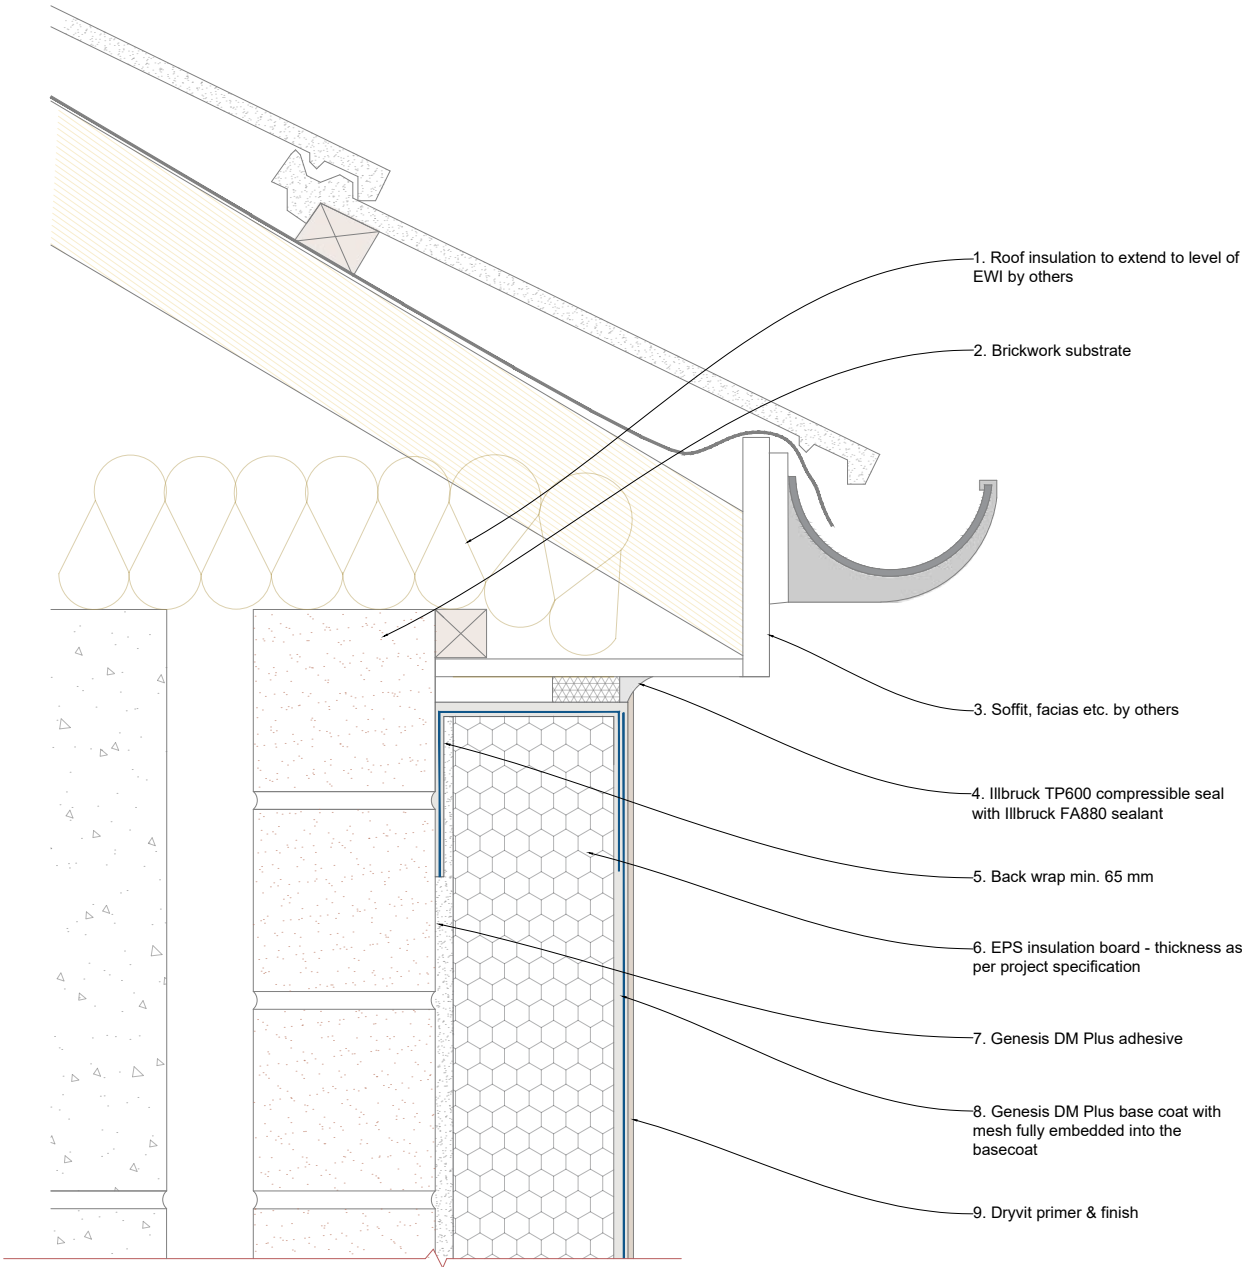 1. Roof insulation to extend to level of
EWI by others
2. Brickwork substrate
3. Soffit, facias etc. by others
4. Illbruck TP600 compressible seal
with Illbruck FA880 sealant
5. Back wrap min. 65 mm
6. EPS insulation board - thickness as
per project specification
7. Genesis DM Plus adhesive
8. Genesis DM Plus base coat with
mesh fully embedded into the
basecoat
9. Dryvit primer & finish